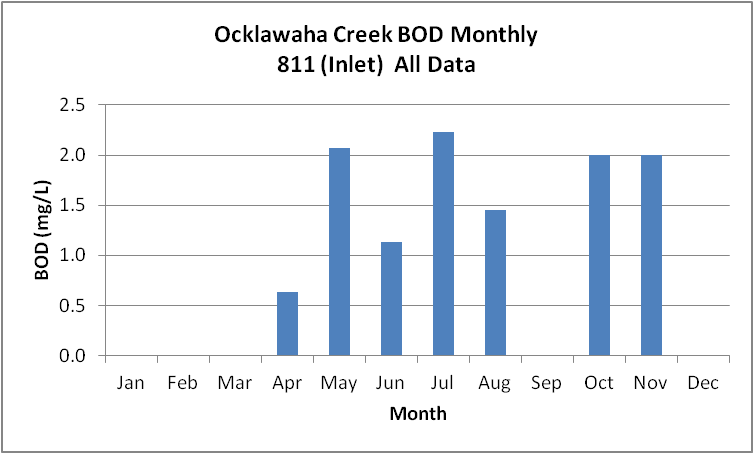 Ocklawaha Creek BOD Monthly
811 (Inlet)  All Data
BOD (mg/L)
2.5
2.0
1.5
1.0
0.5
0.0
Jan Feb Mar Apr May Jun Jul Aug Sep Oct Nov Dec
Month